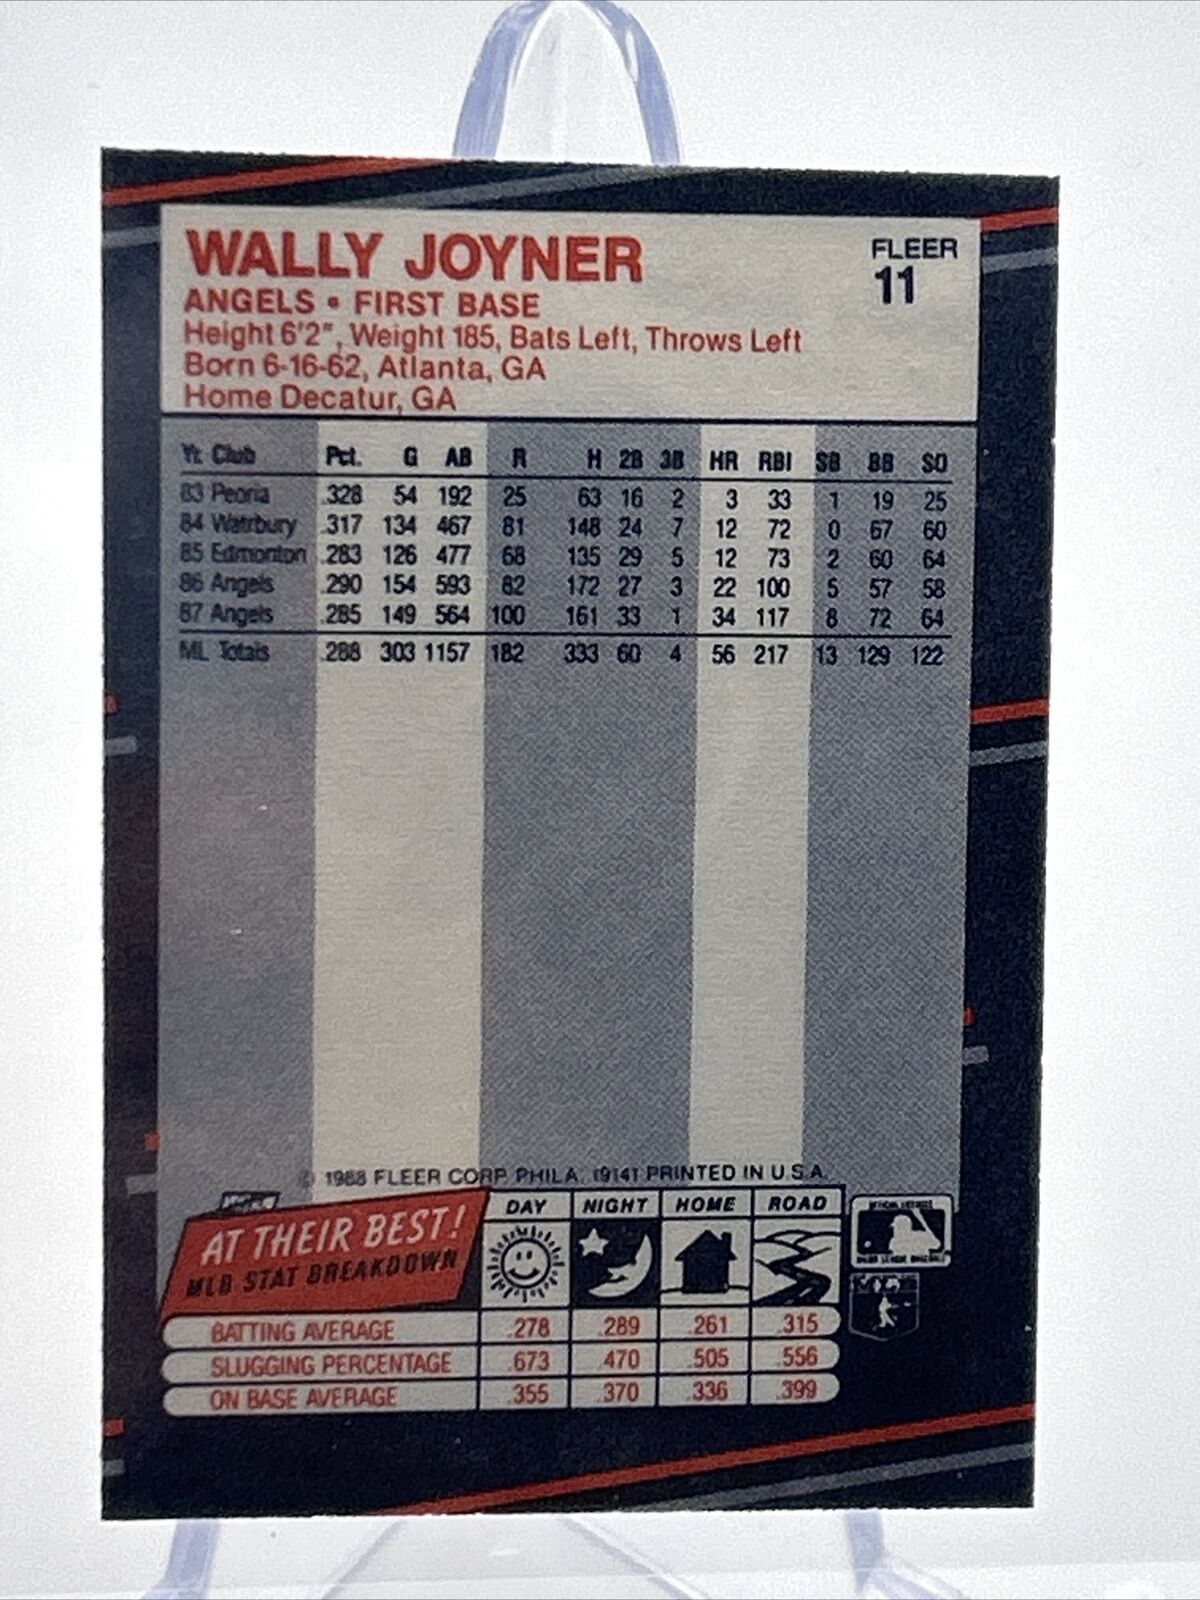 WALLY JOYNER
FLEER
11
ANGELS • FIRST BASE
Height 6'2", Weight 185, Bats Left, Throws Left
Born 6-16-62, Atlanta, GA
Home Decatur, GA
Yr. Club Pct. G AB R H 2B 3B HR RBI SB BB SO
83 Peoria .328 54 192 25 63 16 2 3 33 1 19 25
84 Watrbury .317 134 467 81 148 24 7 12 72 0 67 60
85 Edmonton .283 126 477 68 135 29 5 12 73 2 60 64
86 Angels .290 154 593 82 172 27 3 22 100 5 57 58
87 Angels .285 149 564 100 161 33 1 34 117 8 72 64
ML Totals .288 303 1157 182 333 60 4 56 217 13 129 122
© 1988 FLEER CORP. PHILA. 19141 PRINTED IN U.S.A.
AT THEIR BEST!
MLB STAT BREAKDOWN
DAY NIGHT HOME ROAD
BATTING AVERAGE .278 .289 .261 .315
SLUGGING PERCENTAGE .673 .470 .505 .556
ON BASE AVERAGE .355 .370 .336 .399